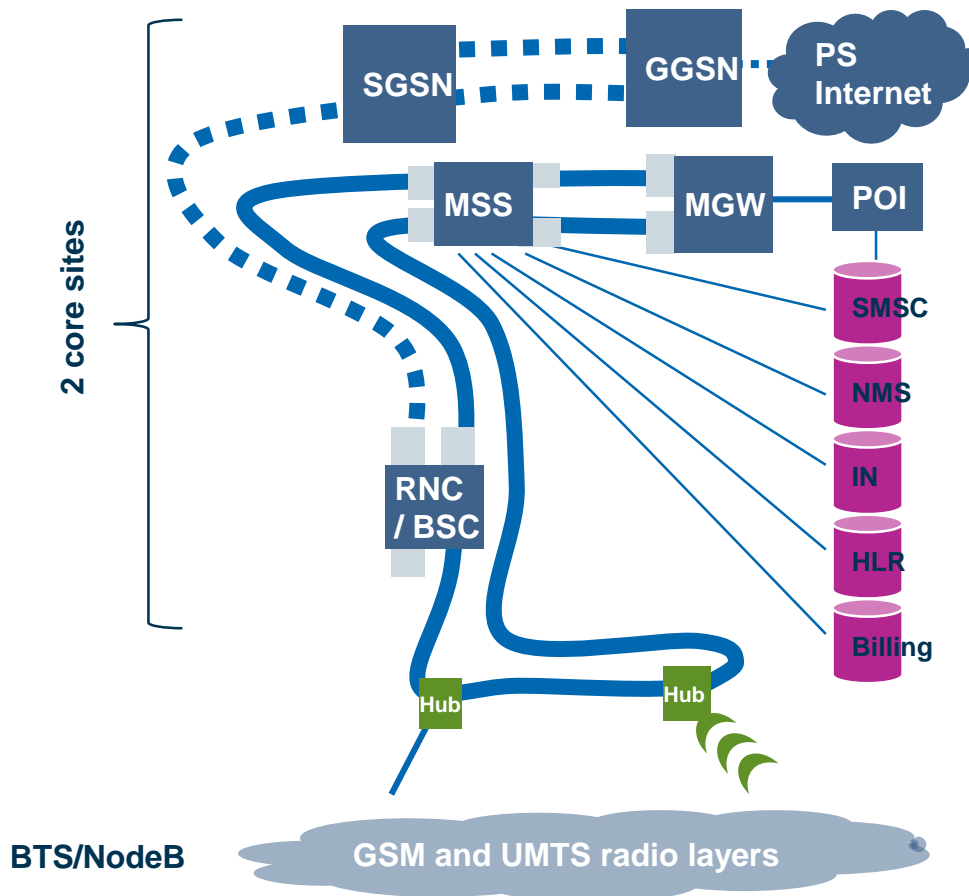 SGSN
GGSN
PS
Internet
MSS
MGW
POI
2 core sites
SMSC
NMS
IN
HLR
Billing
RNC
/ BSC
Hub
Hub
BTS/NodeB
GSM and UMTS radio layers